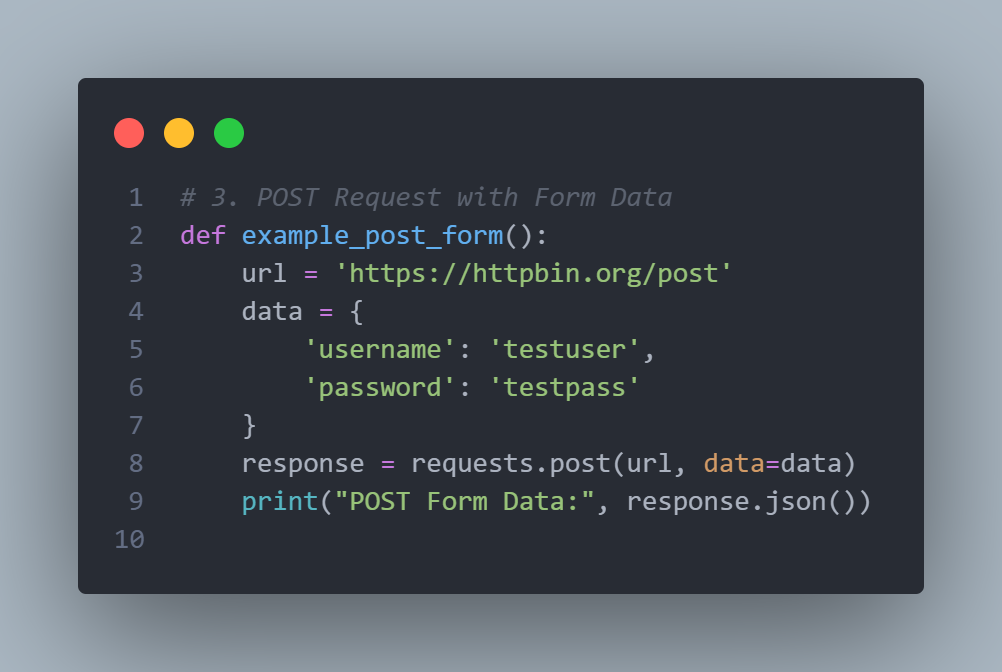 1 # 3. POST Request with Form Data
2 def example_post_form():
3     url = 'https://httpbin.org/post'
4     data = {
5         'username': 'testuser',
6         'password': 'testpass'
7     }
8     response = requests.post(url, data=data)
9     print("POST Form Data:", response.json())
10